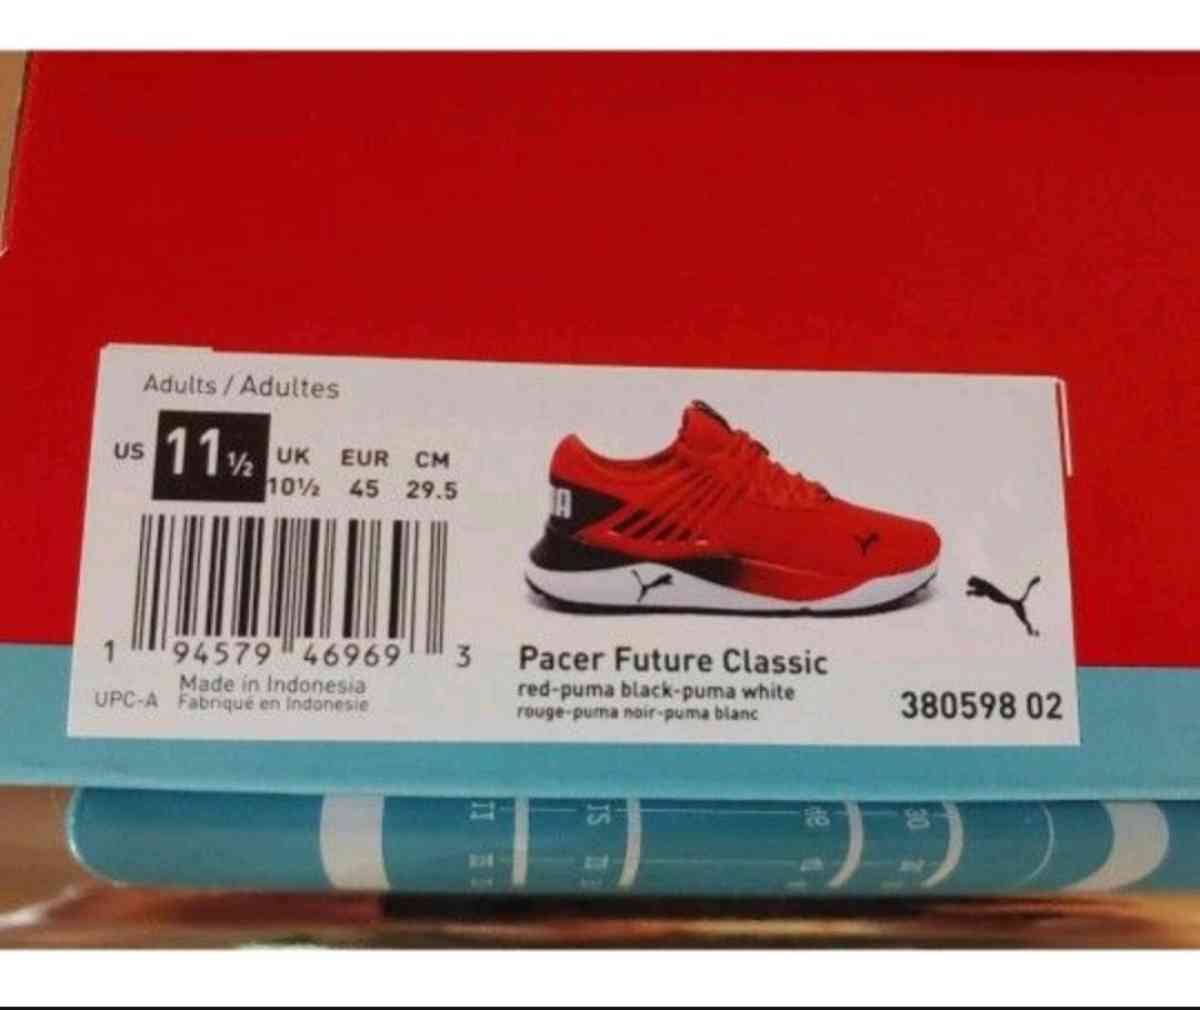 Adults / Adultes
US 11½ UK EUR CM
10½ 45 29.5
1 94579 46969 3
UPC-A Made in Indonesia
Fabriqué en Indonesie
Pacer Future Classic
red-puma black-puma white
rouge-puma noir-puma blanc
380598 02